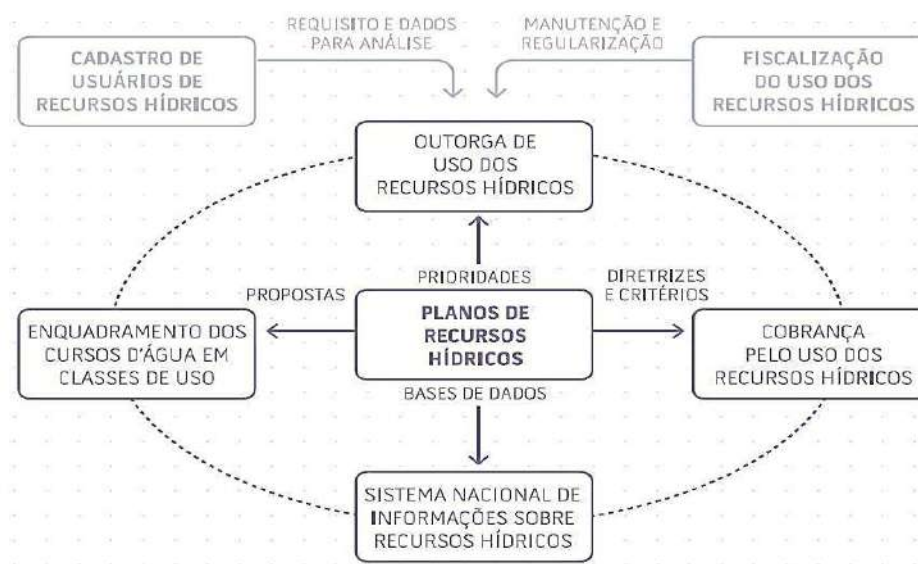 REQUISITO E DADOS
PARA ANÁLISE
MANUTENÇÃO E
REGULARIZAÇÃO
CADASTRO DE
USUÁRIOS DE
RECURSOS HÍDRICOS
FISCALIZAÇÃO
DO USO DOS
RECURSOS HÍDRICOS
OUTORGA DE
USO DOS
RECURSOS HÍDRICOS
PRIORIDADES
PROPOSTAS
DIRETRIZES
E CRITÉRIOS
ENQUADRAMENTO DOS
CURSOS D'ÁGUA EM
CLASSES DE USO
PLANOS DE
RECURSOS
HÍDRICOS
COBRANÇA
PELO USO DOS
RECURSOS HÍDRICOS
BASES DE DADOS
SISTEMA NACIONAL DE
INFORMAÇÕES SOBRE
RECURSOS HÍDRICOS